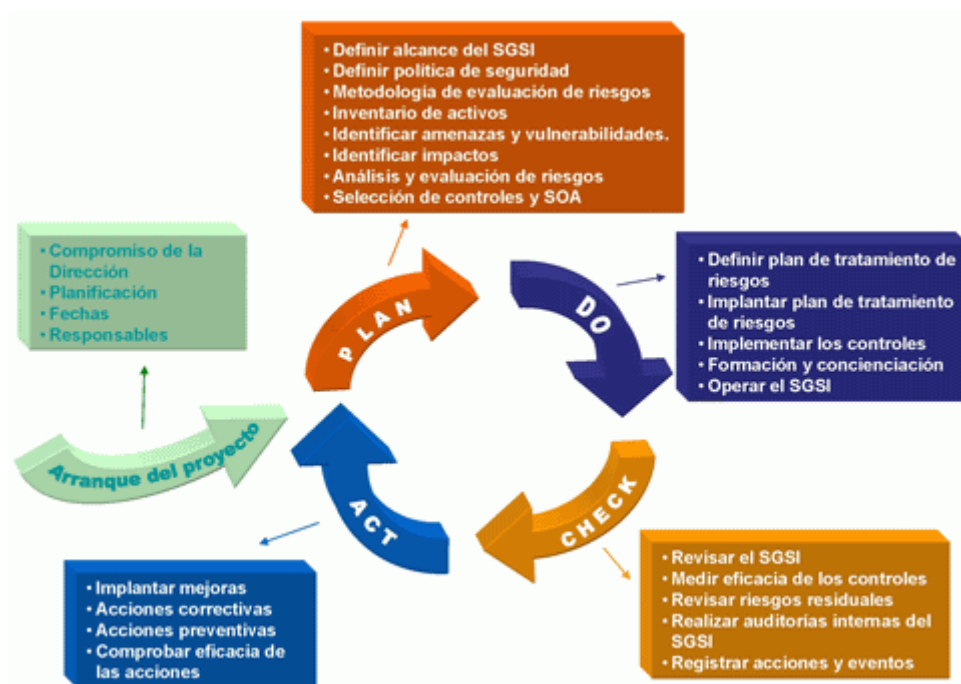 • Definir alcance del SGSI
• Definir política de seguridad
• Metodología de evaluación de riesgos
• Inventario de activos
• Identificar amenazas y vulnerabilidades.
• Identificar impactos
• Análisis y evaluación de riesgos
• Selección de controles y SOA
• Compromiso de la
Dirección
• Planificación
• Fechas
• Responsables
• Definir plan de tratamiento de
riesgos
• Implantar plan de tratamiento
de riesgos
• Implementar los controles
• Formación y concienciación
• Operar el SGSI
PLAN
DO
Arranque del proyecto
ACT
CHECK
• Implantar mejoras
• Acciones correctivas
• Acciones preventivas
• Comprobar eficacia de
las acciones
• Revisar el SGSI
• Medir eficacia de los controles
• Revisar riesgos residuales
• Realizar auditorías internas del
SGSI
• Registrar acciones y eventos